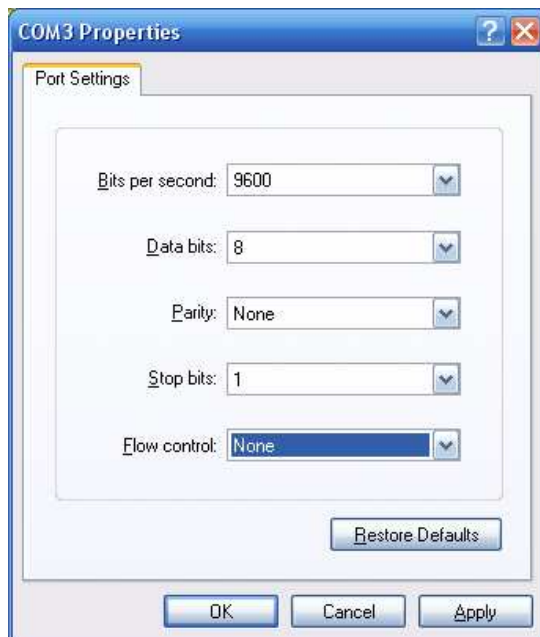 COM3 Properties
Port Settings
Bits per second: 9600
Data bits: 8
Parity: None
Stop bits: 1
Flow control: None
Restore Defaults
OK Cancel Apply